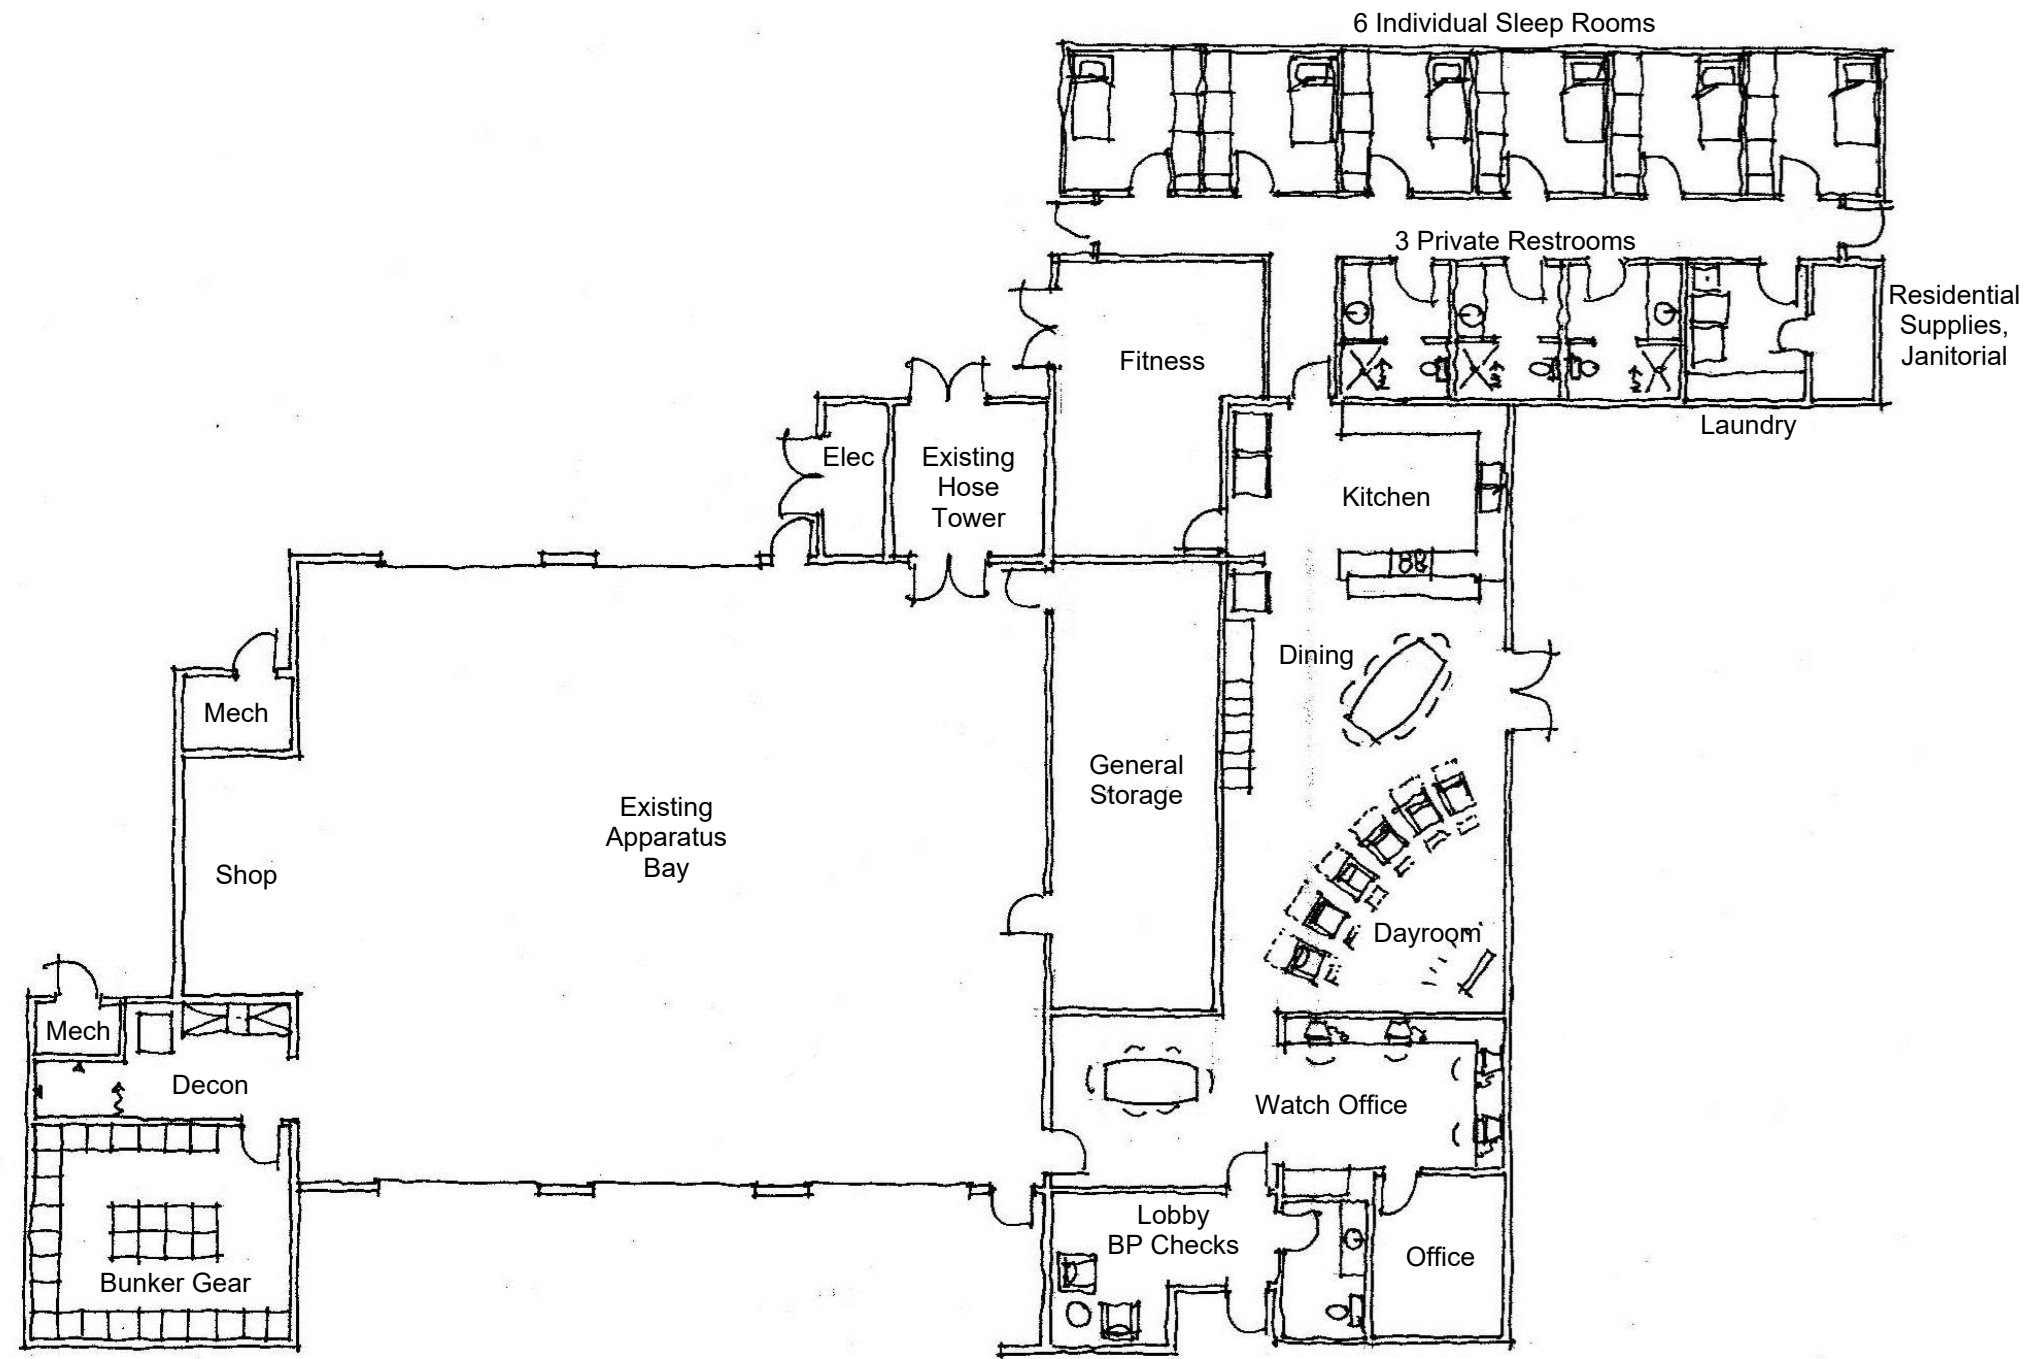 6 Individual Sleep Rooms
3 Private Restrooms
Residential
Supplies,
Janitorial
Fitness
Laundry
Elec
Existing
Hose
Tower
Kitchen
Dining
Mech
General
Storage
Existing
Apparatus
Bay
Shop
Dayroom
Mech
Decon
Watch Office
Lobby
BP Checks
Office
Bunker Gear